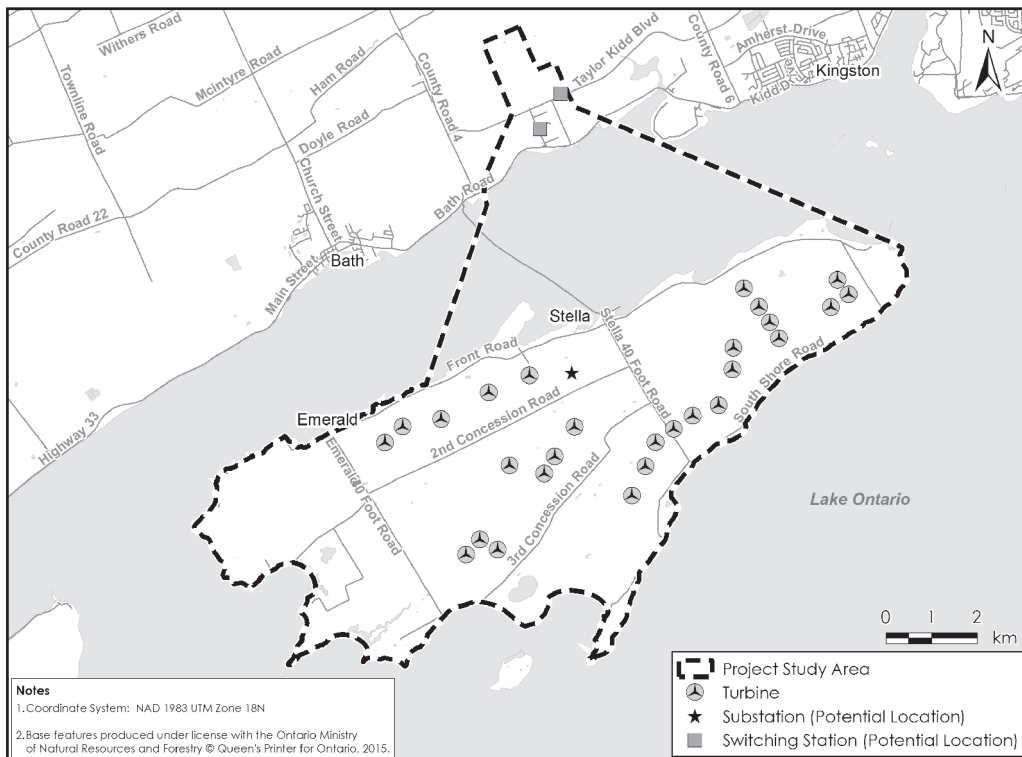 Withers Road
Townline Road
Mcintyre Road
Ham Road
Doyle Road
County Road 4
Taylor Kidd Blvd
County Road 6
Amherst Drive
Kingston
Kidd Dr
N
County Road 22
Church Street
Bath Road
Main Street
Bath
Highway 33
Stella
Front Road
Stella 40 Foot Road
South Shore Road
Emerald
2nd Concession Road
Emerald 40 Foot Road
3rd Concession Road
Lake Ontario
0 1 2
km
Project Study Area
Turbine
Substation (Potential Location)
Switching Station (Potential Location)
Notes
1. Coordinate System: NAD 1983 UTM Zone 18N
2. Base features produced under license with the Ontario Ministry
of Natural Resources and Forestry © Queen's Printer for Ontario, 2015.